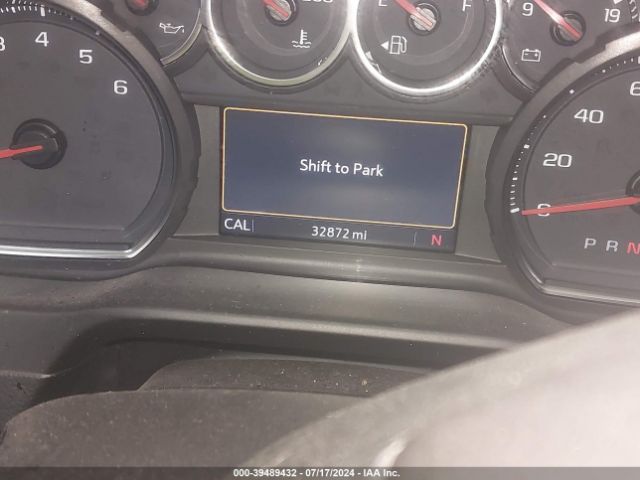 3 4 5 6
E F
9 19
Shift to Park
CAL 32872 mi N
40
20
0
P R N
000-39489432 - 07/17/2024 - IAA Inc.